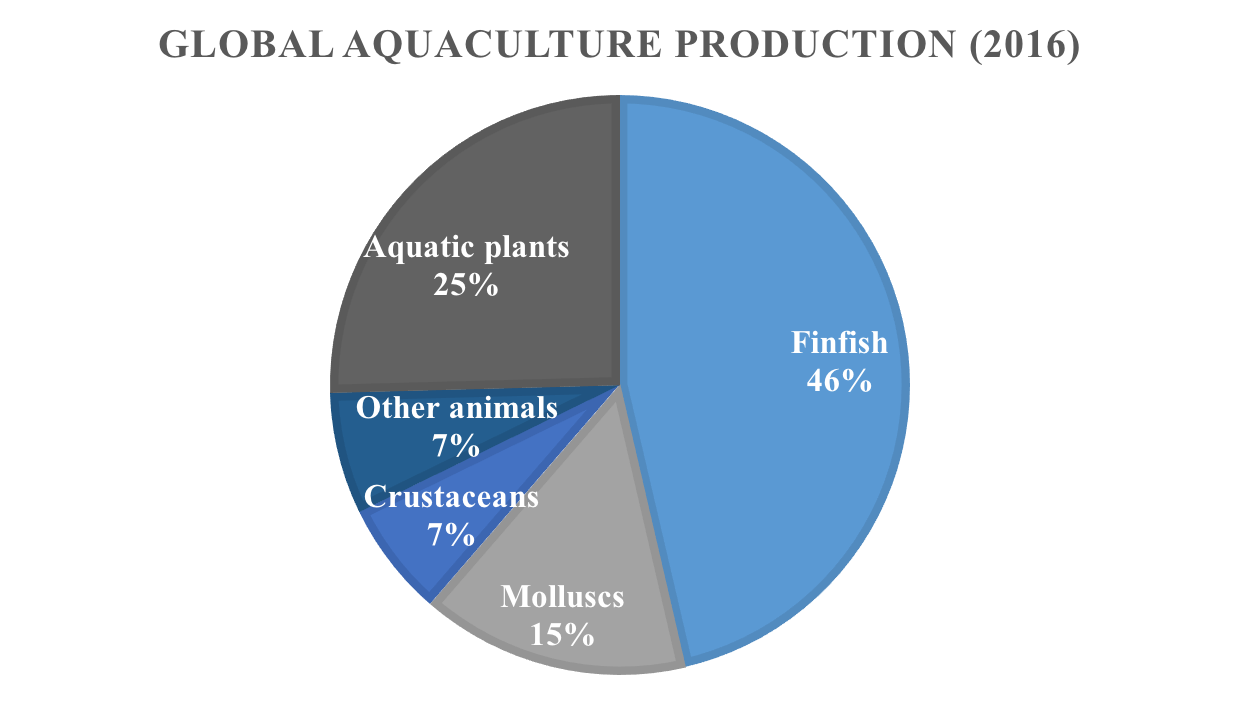 GLOBAL AQUACULTURE PRODUCTION (2016)
Aquatic plants
25%
Finfish
46%
Other animals
7%
Crustaceans
7%
Molluscs
15%